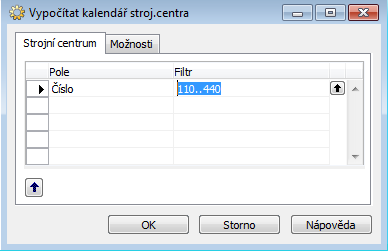 Vypočítat kalendář stroj.centra
Strojní centrum Možnosti
Pole Filtr
Číslo 110..440
OK Storno Nápověda